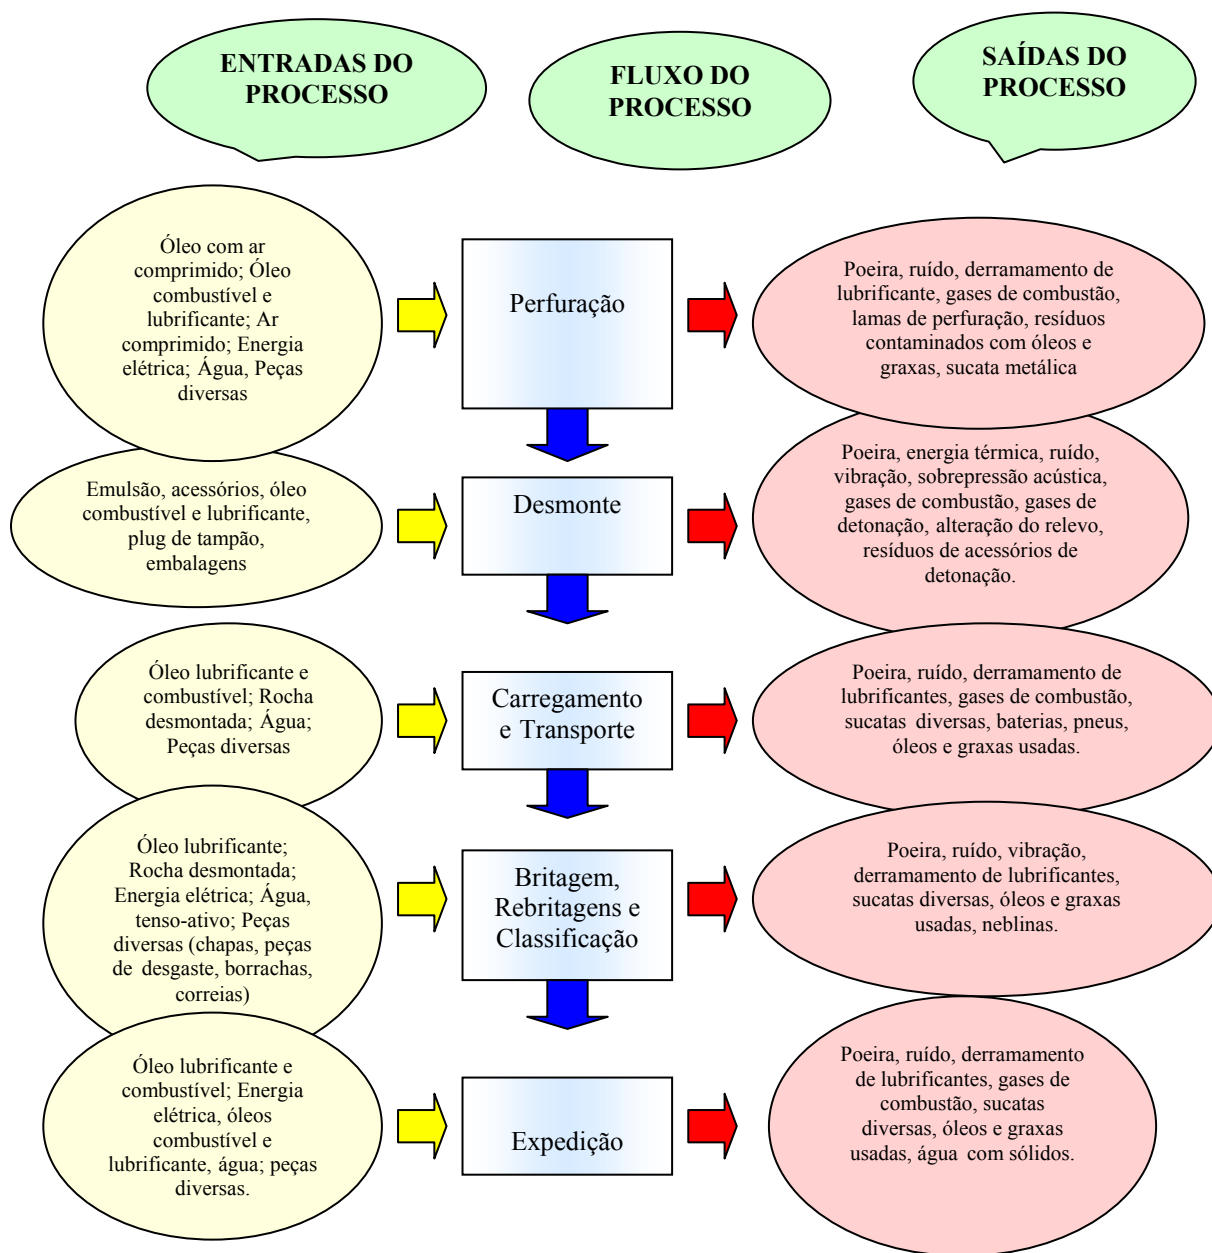 ENTRADAS DO
PROCESSO
FLUXO DO
PROCESSO
SAÍDAS DO
PROCESSO
Óleo com ar
comprimido; Óleo
combustível e
lubrificante; Ar
comprimido; Energia
elétrica; Água, Peças
diversas
Perfuração
Poeira, ruído, derramamento de
lubrificante, gases de combustão,
lamas de perfuração, resíduos
contaminados com óleos e
graxas, sucata metálica
Emulsão, acessórios, óleo
combustível e lubrificante,
plug de tampão,
embalagens
Desmonte
Poeira, energia térmica, ruído,
vibração, sobrepressão acústica,
gases de combustão, gases de
detonação, alteração do relevo,
resíduos de acessórios de
detonação.
Óleo lubrificante e
combustível; Rocha
desmontada; Água;
Peças diversas
Carregamento
e Transporte
Poeira, ruído, derramamento de
lubrificantes, gases de combustão,
sucatas diversas, baterias, pneus,
óleos e graxas usadas.
Óleo lubrificante;
Rocha desmontada;
Energia elétrica; Água,
tenso-ativo; Peças
diversas (chapas, peças
de desgaste, borrachas,
correias)
Britagem,
Rebritagens e
Classificação
Poeira, ruído, vibração,
derramamento de lubrificantes,
sucatas diversas, óleos e graxas
usadas, neblinas.
Óleo lubrificante e
combustível; Energia
elétrica, óleos
combustível e
lubrificante, água; peças
diversas.
Expedição
Poeira, ruído, derramamento
de lubrificantes, gases de
combustão, sucatas
diversas, óleos e graxas
usadas, água com sólidos.